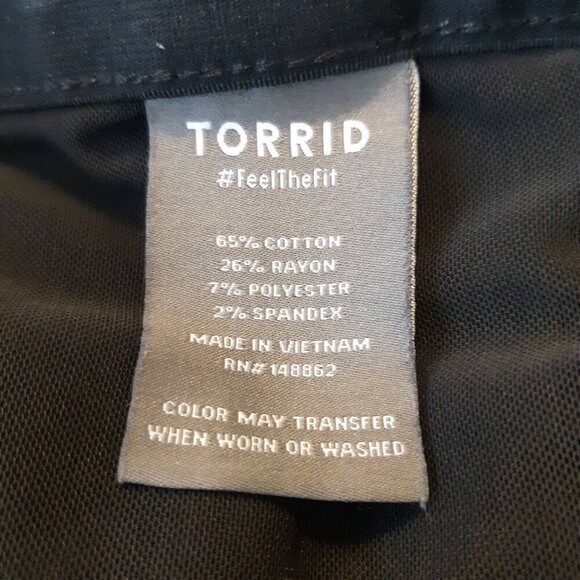 TORRID
#FeelTheFit
65% COTTON
26% RAYON
7% POLYESTER
2% SPANDEX
MADE IN VIETNAM
RN# 148862
COLOR MAY TRANSFER
WHEN WORN OR WASHED